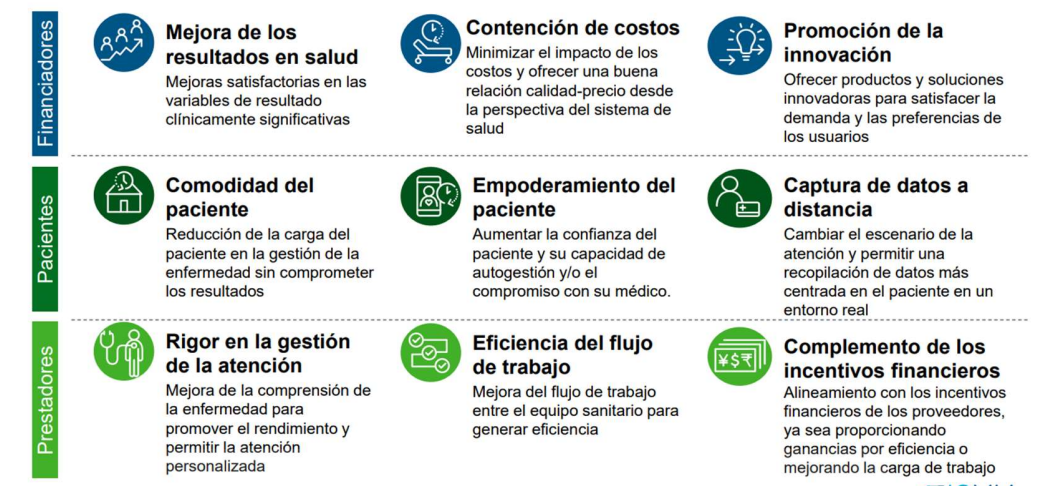 Financiadores
Mejora de los
resultados en salud
Mejoras satisfactorias en las
variables de resultado
clínicamente significativas
Contención de costos
Minimizar el impacto de los
costos y ofrecer una buena
relación calidad-precio desde
la perspectiva del sistema de
salud
Promoción de la
innovación
Ofrecer productos y soluciones
innovadoras para satisfacer la
demanda y las preferencias de
los usuarios
Pacientes
Comodidad del
paciente
Reducción de la carga del
paciente en la gestión de la
enfermedad sin comprometer
los resultados
Empoderamiento del
paciente
Aumentar la confianza del
paciente y su capacidad de
autogestión y/o el
compromiso con su médico.
Captura de datos a
distancia
Cambiar el escenario de la
atención y permitir una
recopilación de datos más
centrada en el paciente en un
entorno real
Prestadores
Rigor en la gestión
de la atención
Mejora de la comprensión de
la enfermedad para
promover el rendimiento y
permitir la atención
personalizada
Eficiencia del flujo
de trabajo
Mejora del flujo de trabajo
entre el equipo sanitario para
generar eficiencia
¥$₹
Complemento de los
incentivos financieros
Alineamiento con los incentivos
financieros de los proveedores,
ya sea proporcionando
ganancias por eficiencia o
mejorando la carga de trabajo